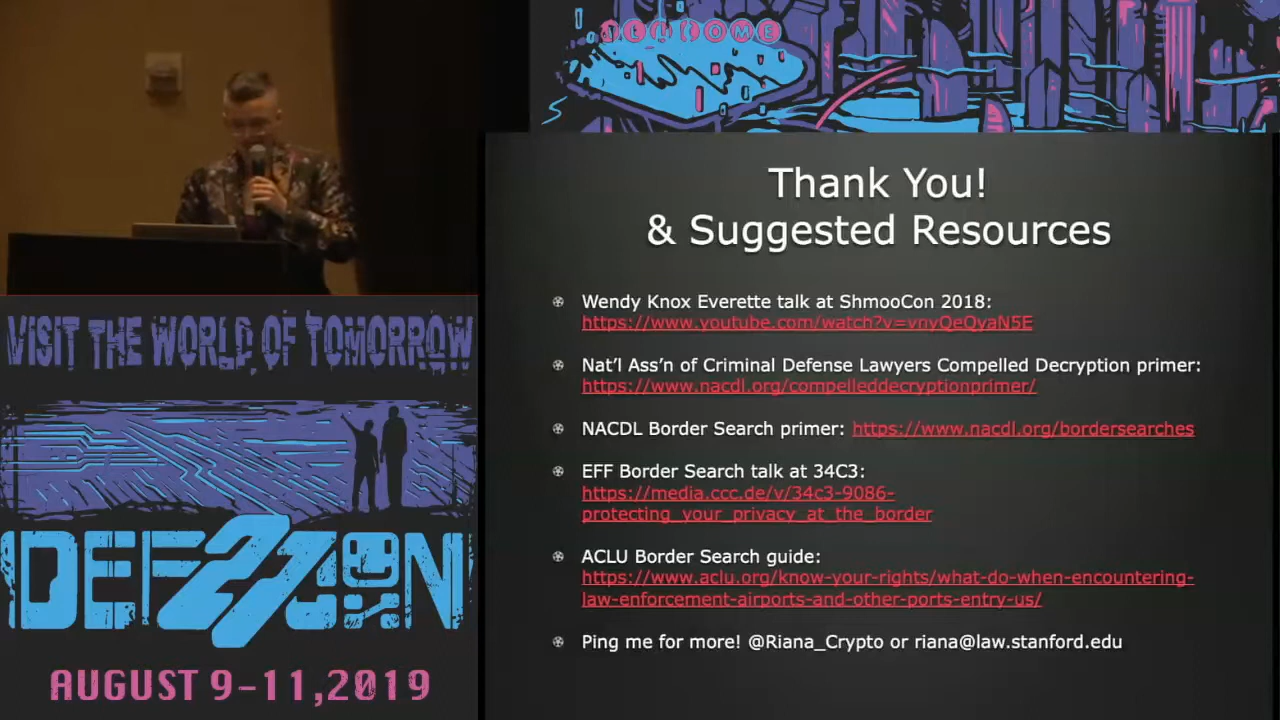 WELCOME
Thank You!
& Suggested Resources
Wendy Knox Everette talk at ShmooCon 2018:
https://www.youtube.com/watch?v=vnyQeQyaN5E
Nat’l Ass’n of Criminal Defense Lawyers Compelled Decryption primer:
https://www.nacdl.org/compelleddecryptionprimer/
NACDL Border Search primer: https://www.nacdl.org/bordersearches
EFF Border Search talk at 34C3:
https://media.ccc.de/v/34c3-9086-
protecting_your_privacy_at_the_border
ACLU Border Search guide:
https://www.aclu.org/know-your-rights/what-do-when-encountering-
law-enforcement-airports-and-other-ports-entry-us/
Ping me for more! @Riana_Crypto or riana@law.stanford.edu
VISIT THE WORLD OF TOMORROW
DEF 27 CON
AUGUST 9-11,2019